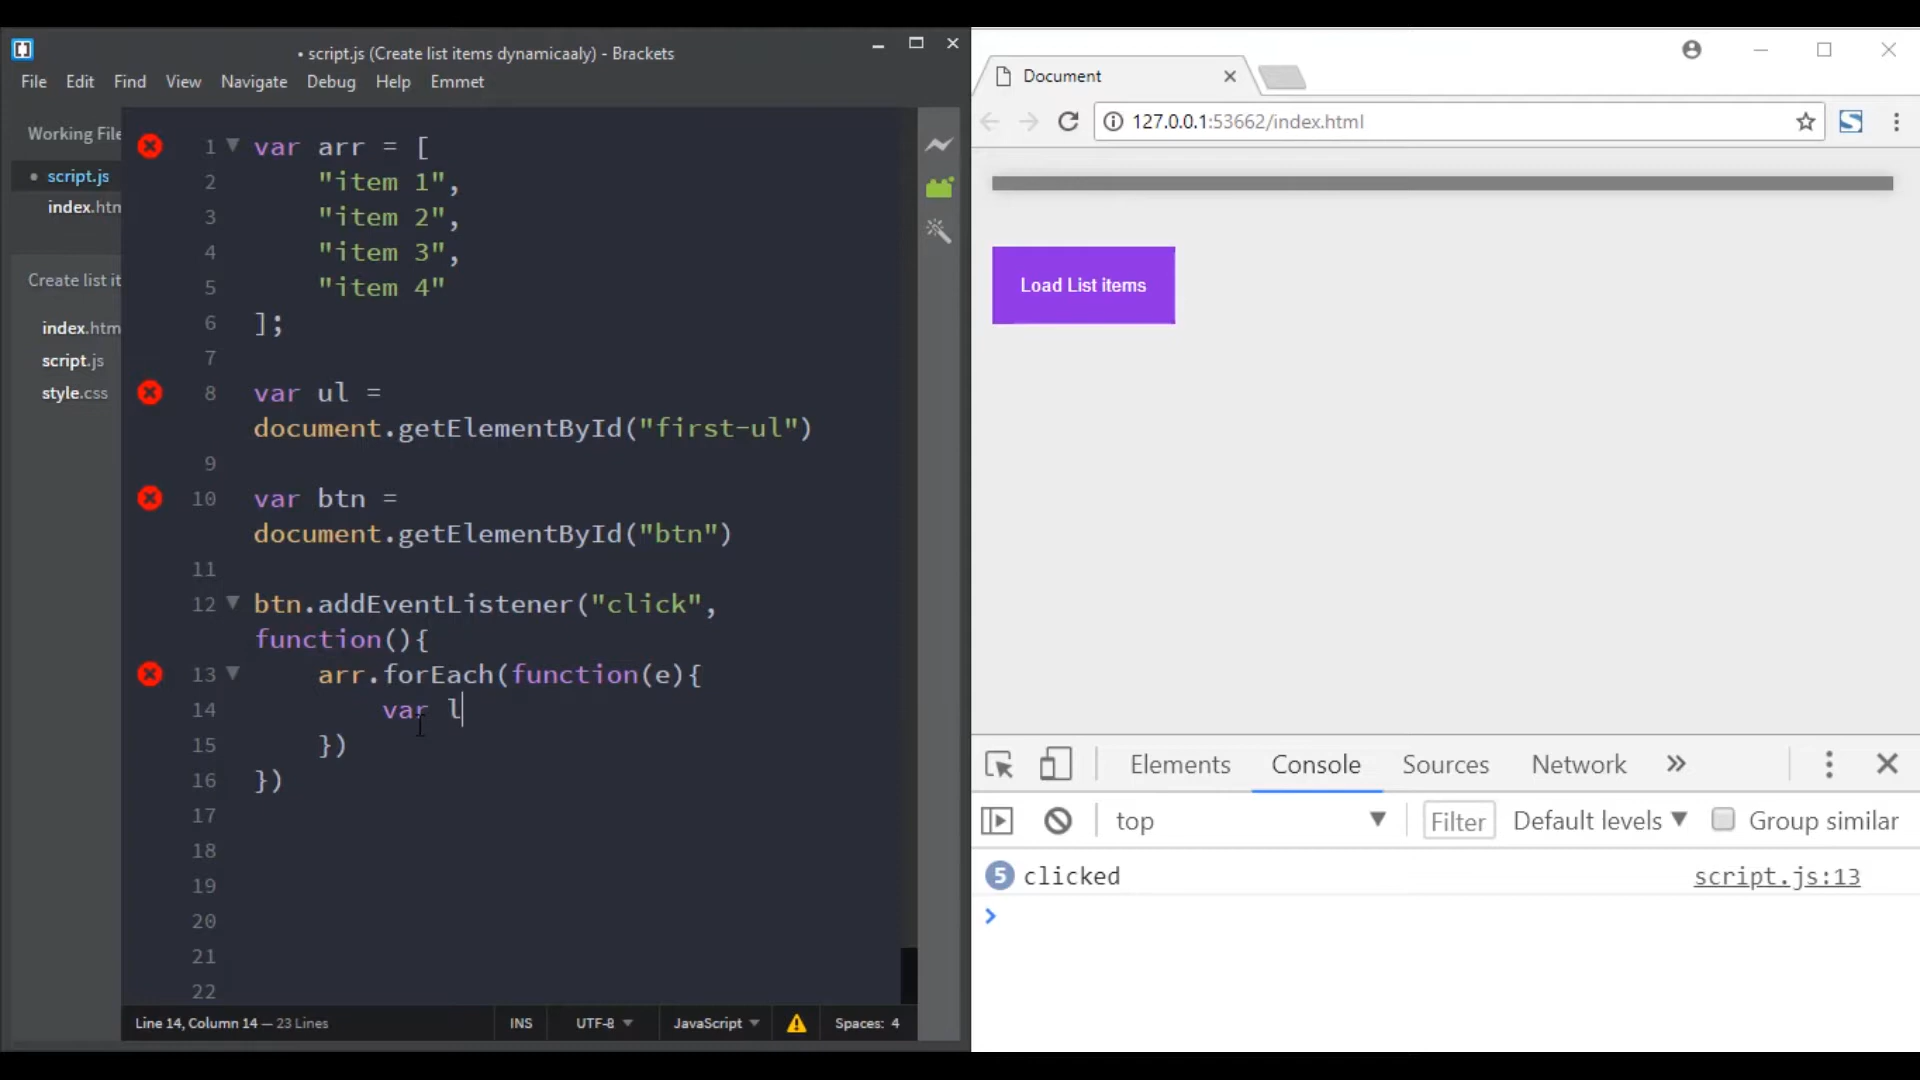 • script.js (Create list items dynamicaaly) - Brackets
File Edit Find View Navigate Debug Help Emmet
Working File
• script.js
index.htm
Create list it
index.htm
script.js
style.css
1 var arr = [
2 "item 1",
3 "item 2",
4 "item 3",
5 "item 4"
6 ];
7
8 var ul =
document.getElementById("first-ul")
9
10 var btn =
document.getElementById("btn")
11
12 btn.addEventListener("click",
function(){
13 arr.forEach(function(e){
14 var l
15 })
16 })
17
18
19
20
21
22
Line 14, Column 14 — 23 Lines INS UTF-8 JavaScript Spaces: 4
Document
127.0.0.1:53662/index.html
Load List items
Elements Console Sources Network »
top Filter Default levels Group similar
5 clicked script.js:13